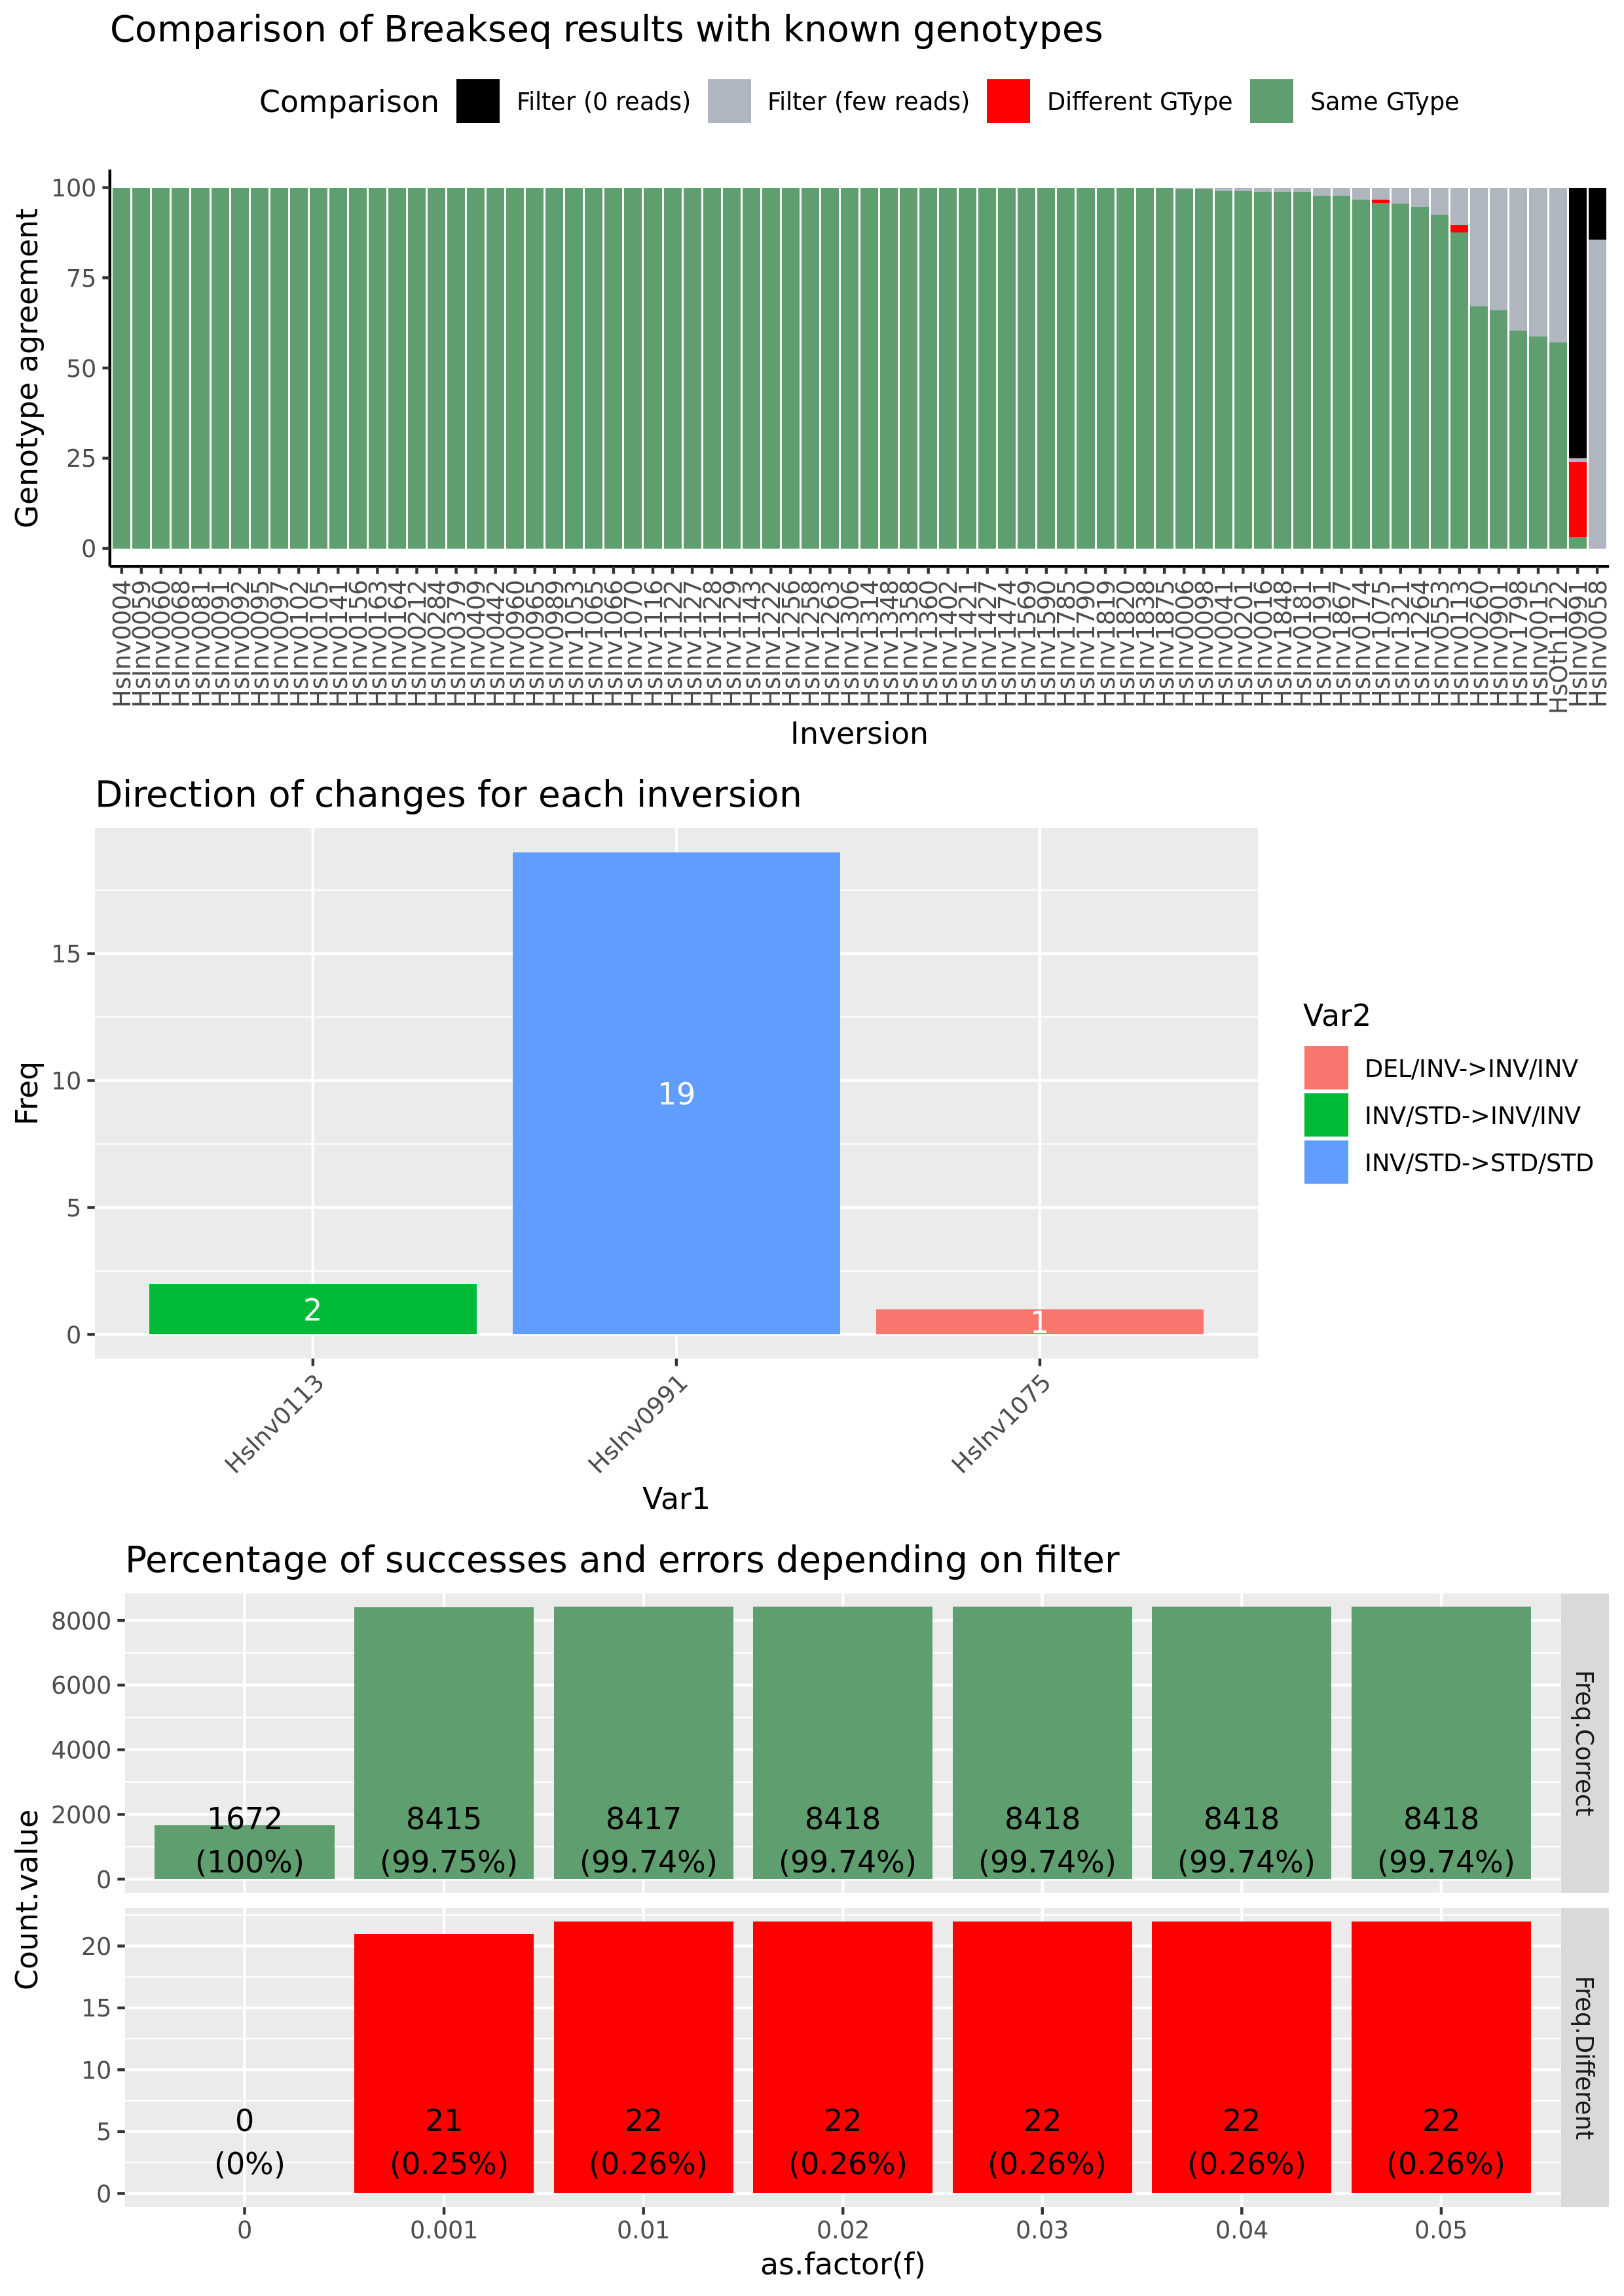 Comparison of Breakseq results with known genotypes
Comparison Filter (0 reads) Filter (few reads) Different GType Same GType
Genotype agreement
100
75
50
25
0
HsInv0004
HsInv0059
HsInv0060
HsInv0068
HsInv0081
HsInv0091
HsInv0092
HsInv0095
HsInv0097
HsInv0102
HsInv0105
HsInv0141
HsInv0156
HsInv0163
HsInv0164
HsInv0212
HsInv0284
HsInv0379
HsInv0409
HsInv0442
HsInv0960
HsInv0965
HsInv0989
HsInv1053
HsInv1065
HsInv1066
HsInv1070
HsInv1116
HsInv1122
HsInv1127
HsInv1128
HsInv1129
HsInv1143
HsInv1222
HsInv1256
HsInv1258
HsInv1263
HsInv1306
HsInv1314
HsInv1348
HsInv1358
HsInv1360
HsInv1402
HsInv1421
HsInv1427
HsInv1474
HsInv1569
HsInv1590
HsInv1785
HsInv1790
HsInv1819
HsInv1820
HsInv1838
HsInv1875
HsInv0006
HsInv0098
HsInv0041
HsInv0201
HsInv0016
HsInv1848
HsInv0181
HsInv0191
HsInv1867
HsInv0174
HsInv1075
HsInv1321
HsInv1264
HsInv0553
HsInv0113
HsInv0260
HsInv0901
HsInv1798
HsInv0015
HsOth1122
HsInv0991
HsInv0058
Inversion
Direction of changes for each inversion
Freq
15
10
5
0
2
19
1
HsInv0113
HsInv0991
HsInv1075
Var1
Var2
DEL/INV->INV/INV
INV/STD->INV/INV
INV/STD->STD/STD
Percentage of successes and errors depending on filter
Count.value
8000
6000
4000
2000
0
1672 8415 8417 8418 8418 8418 8418
(100%) (99.75%) (99.74%) (99.74%) (99.74%) (99.74%) (99.74%)
Freq.Correct
20
15
10
5
0
0 21 22 22 22 22 22
(0%) (0.25%) (0.26%) (0.26%) (0.26%) (0.26%) (0.26%)
Freq.Different
0 0.001 0.01 0.02 0.03 0.04 0.05
as.factor(f)